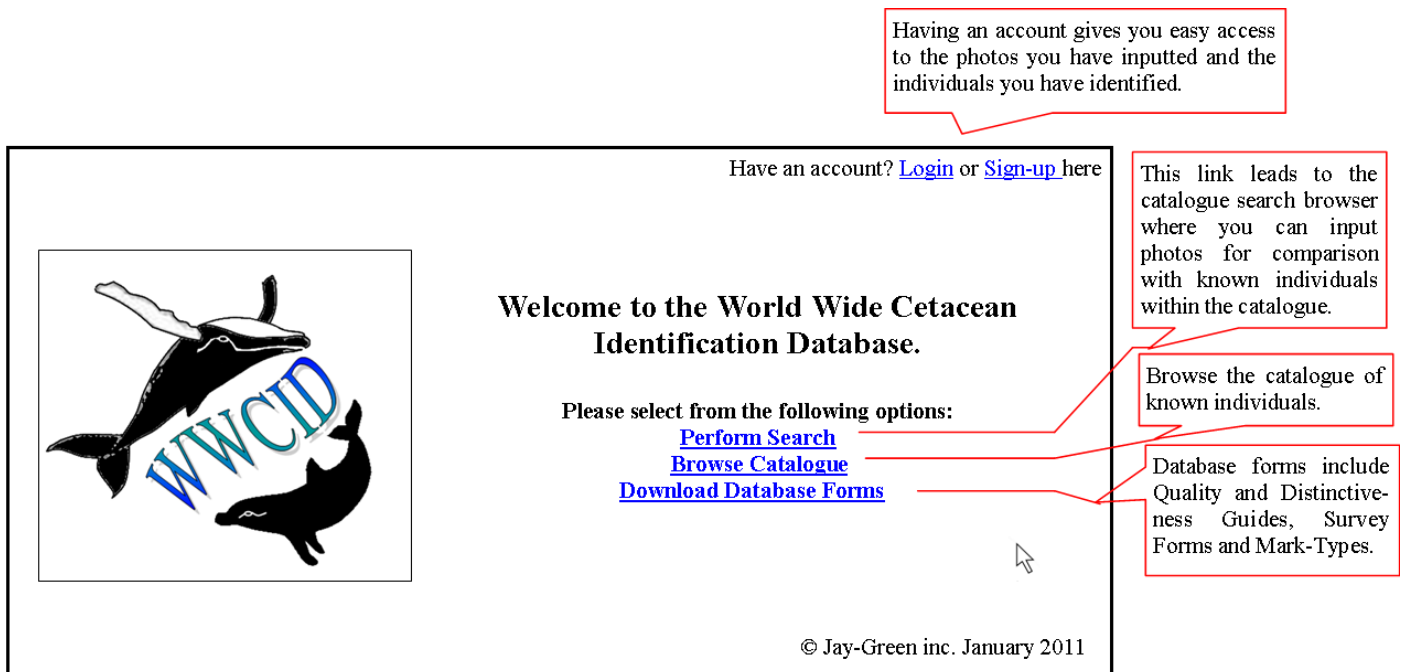 Having an account gives you easy access
to the photos you have inputted and the
individuals you have identified.
Have an account? Login or Sign-up here
This link leads to the
catalogue search browser
where you can input
photos for comparison
with known individuals
within the catalogue.
WWCID
Welcome to the World Wide Cetacean
Identification Database.
Please select from the following options:
Perform Search
Browse Catalogue
Download Database Forms
Browse the catalogue of
known individuals.
Database forms include
Quality and Distinctive-
ness Guides, Survey
Forms and Mark-Types.
© Jay-Green inc. January 2011